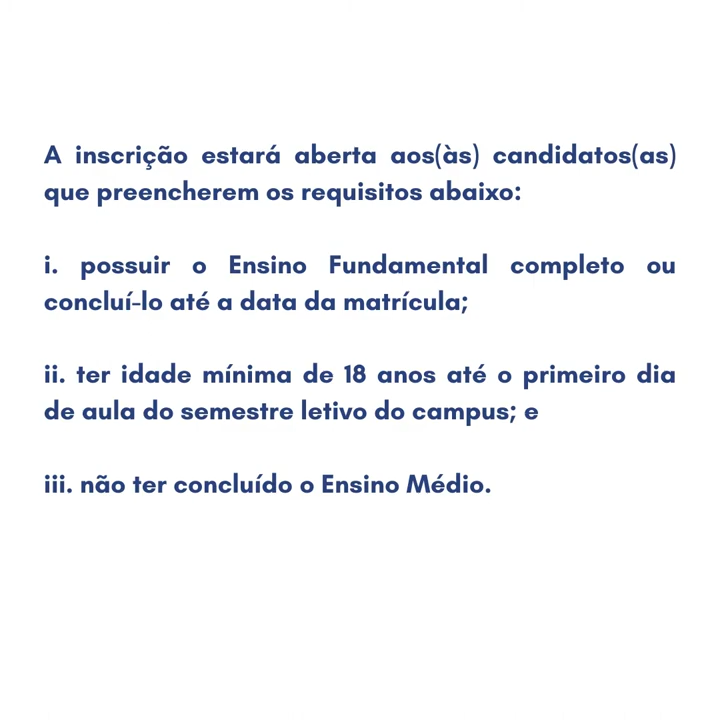 A inscrição estará aberta aos(às) candidatos(as)
que preencherem os requisitos abaixo:
i. possuir o Ensino Fundamental completo ou
concluí-lo até a data da matrícula;
ii. ter idade mínima de 18 anos até o primeiro dia
de aula do semestre letivo do campus; e
iii. não ter concluído o Ensino Médio.